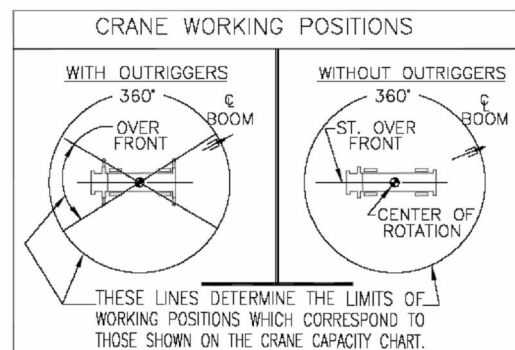 CRANE WORKING POSITIONS
WITH OUTRIGGERS
360°
℄
BOOM
OVER
FRONT
WITHOUT OUTRIGGERS
360°
℄
BOOM
ST. OVER
FRONT
CENTER OF
ROTATION
THESE LINES DETERMINE THE LIMITS OF
WORKING POSITIONS WHICH CORRESPOND TO
THOSE SHOWN ON THE CRANE CAPACITY CHART.